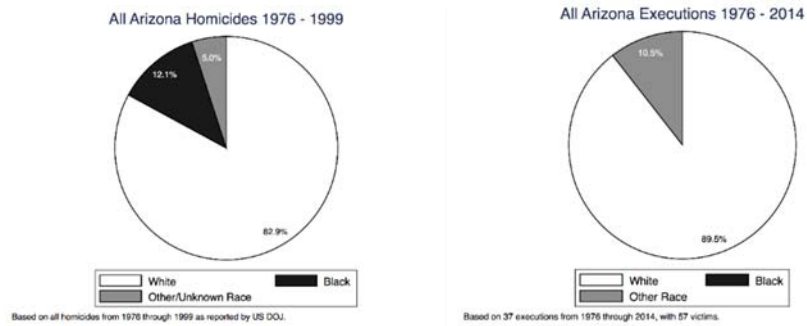 All Arizona Homicides 1976 - 1999
5.0%
12.1%
82.9%
White
Black
Other/Unknown Race
Based on all homicides from 1976 through 1999 as reported by US DOJ.
All Arizona Executions 1976 - 2014
10.5%
89.5%
White
Black
Other Race
Based on 37 executions from 1976 through 2014, with 57 victims.